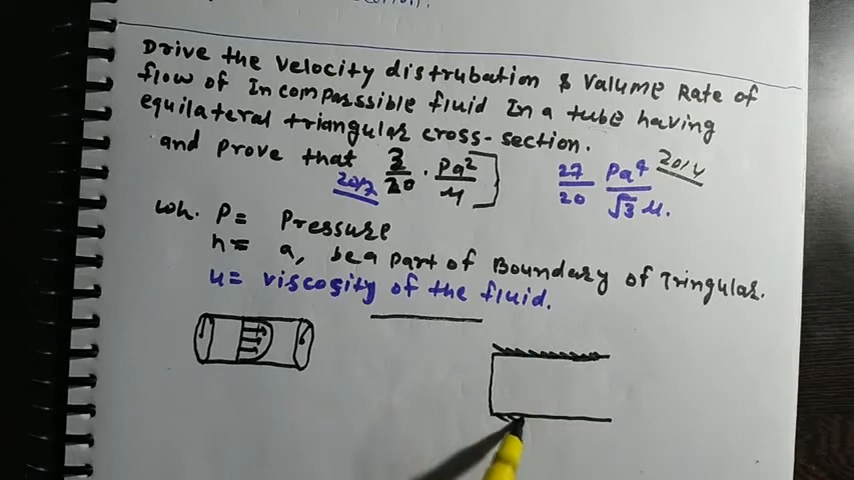 Drive the velocity distrubation & Valume Rate of
flow of Incomparssible fluid In a tube having
equilateral triangular cross-section.
and prove that 3/20 · Pa²/μ ] 27/20 Pa⁴/√3 μ. 2014
wh. P = Pressure
n = a, be a part of Boundary of Tringular.
u = viscosity of the fluid.